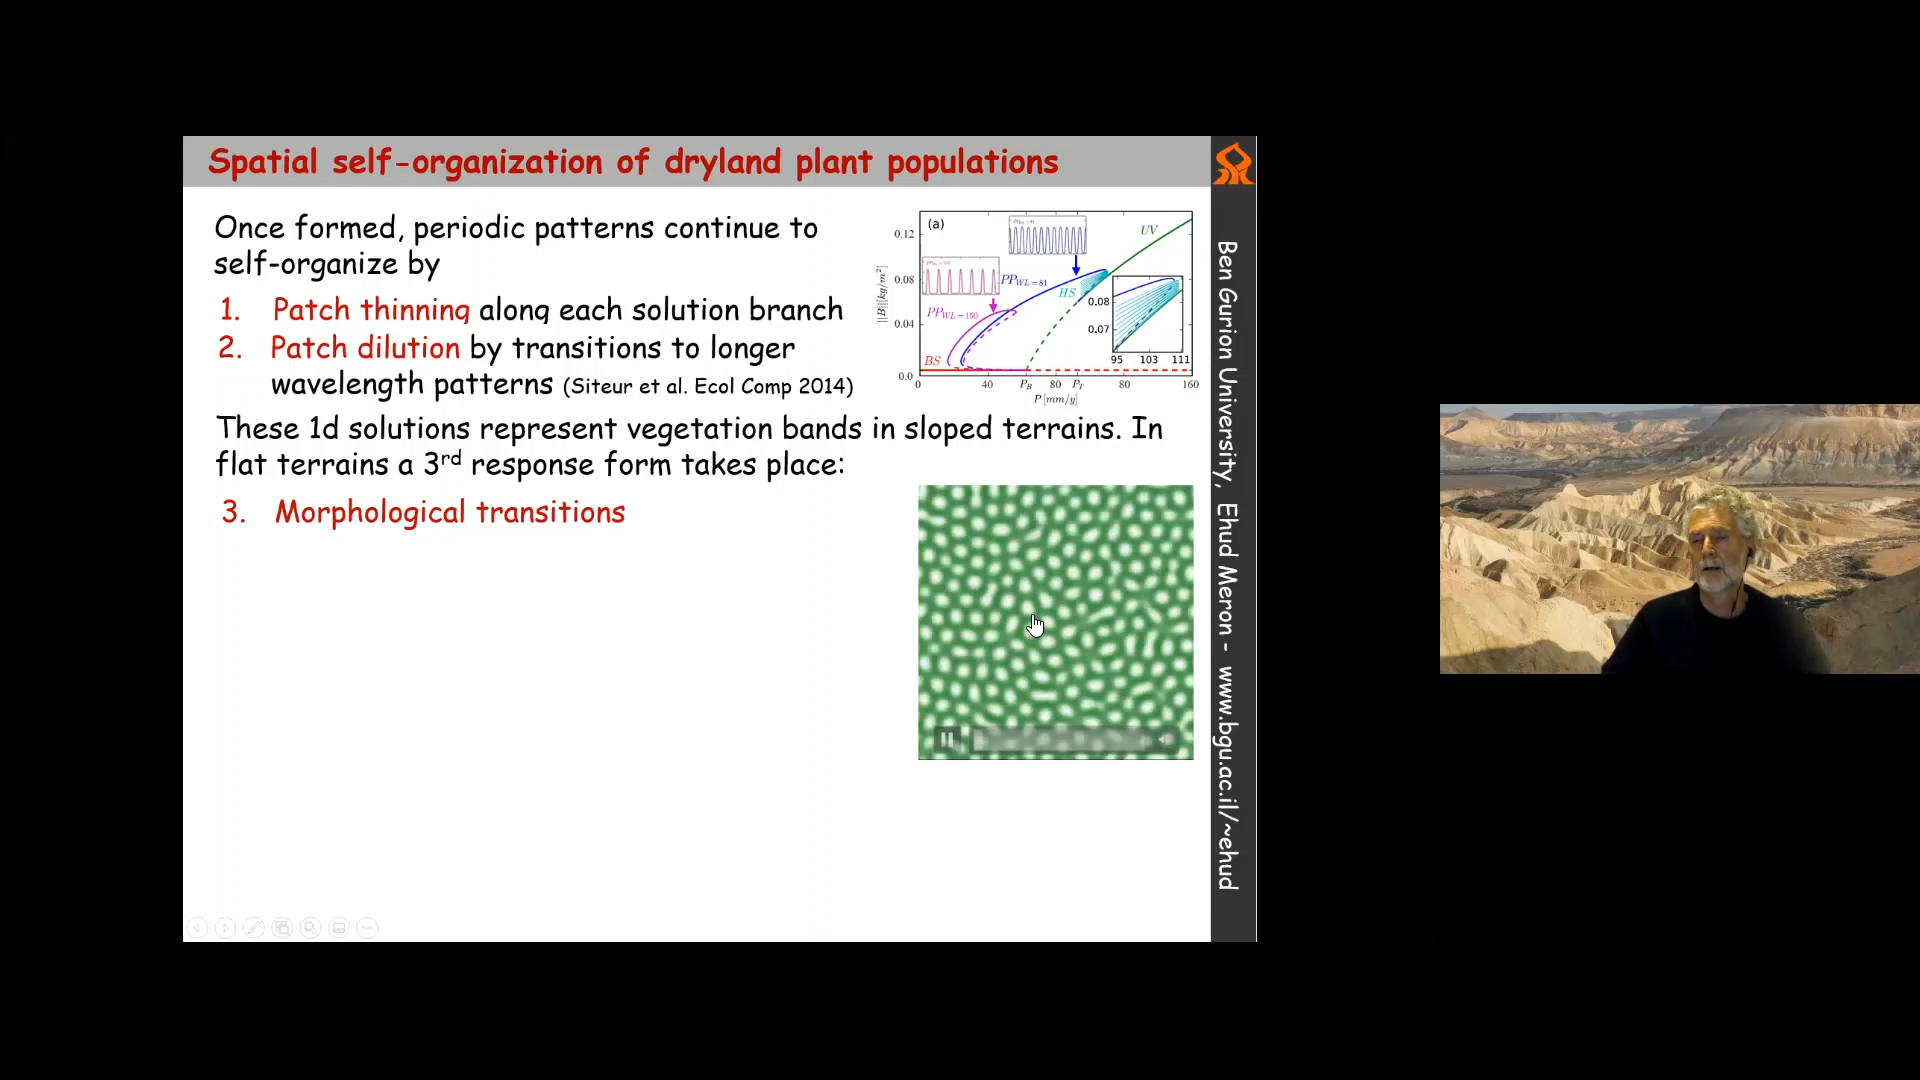 Spatial self-organization of dryland plant populations
Once formed, periodic patterns continue to
self-organize by
1. Patch thinning along each solution branch
2. Patch dilution by transitions to longer
wavelength patterns (Siteur et al. Ecol Comp 2014)
These 1d solutions represent vegetation bands in sloped terrains. In
flat terrains a 3rd response form takes place:
3. Morphological transitions
(a)
UV
0.12
0.08
0.04
0.0
||B||[kg/m²]
PP_WL=81
HS
PP_WL=150
BS
0.08
0.07
95 103 111
0 40 P_B 80 P_T 80 160
P [mm/y]
Ben Gurion University, Ehud Meron - www.bgu.ac.il/~ehud